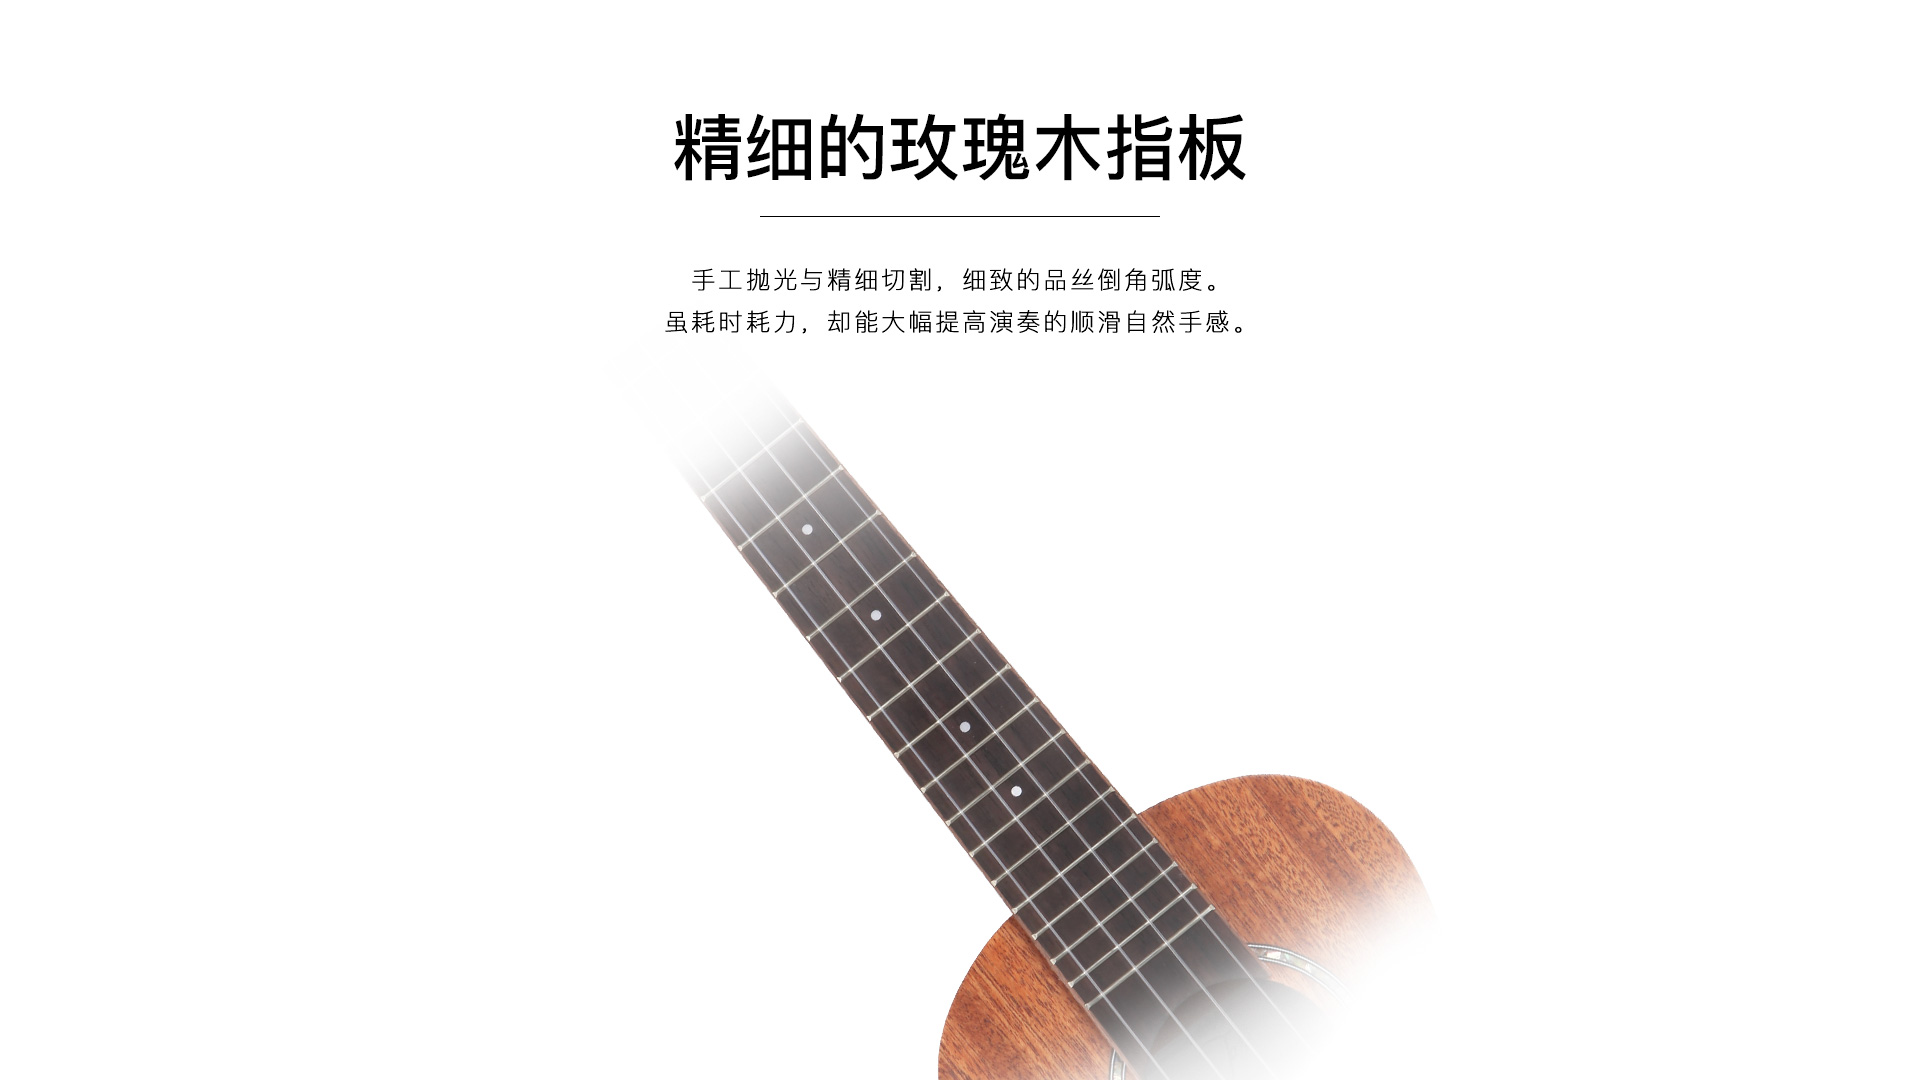 精细的玫瑰木指板
手工抛光与精细切割，细致的品丝倒角弧度。
虽耗时耗力，却能大幅提高演奏的顺滑自然手感。